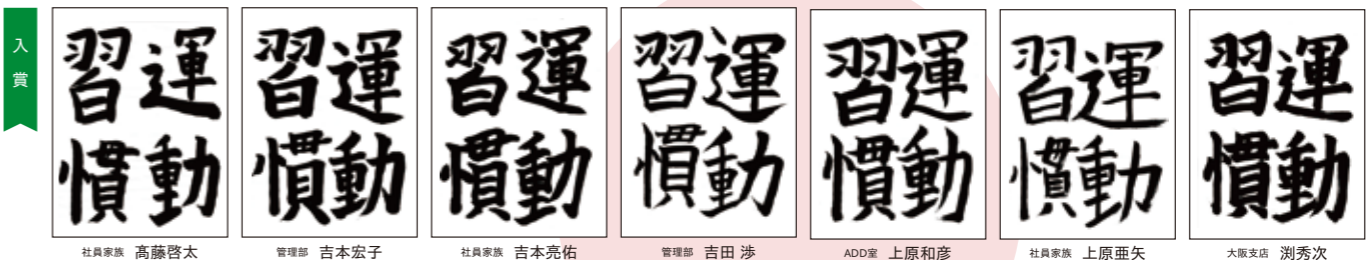 入賞
運動
習慣
社員家族 髙藤啓太
運動
習慣
管理部 吉本宏子
運動
習慣
社員家族 吉本亮佑
運動
習慣
管理部 吉田 渉
運動
習慣
ADD室 上原和彦
運動
習慣
社員家族 上原亜矢
運動
習慣
大阪支店 渕秀次